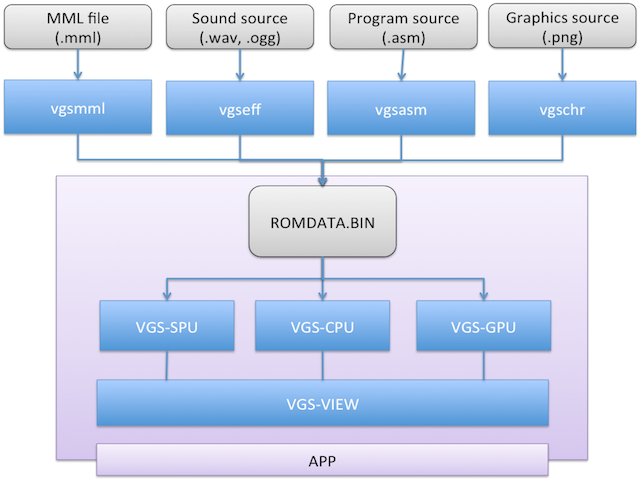 MML file
(.mml)
Sound source
(.wav, .ogg)
Program source
(.asm)
Graphics source
(.png)
vgsmml
vgseff
vgsasm
vgschr
ROMDATA.BIN
VGS-SPU
VGS-CPU
VGS-GPU
VGS-VIEW
APP